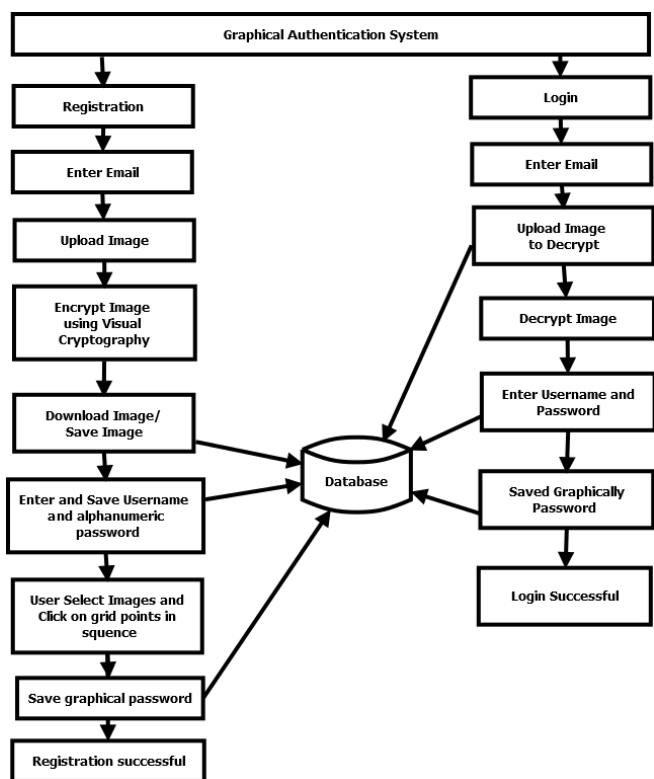 Graphical Authentication System
Registration
Enter Email
Upload Image
Encrypt Image
using Visual
Cryptography
Download Image/
Save Image
Enter and Save Username
and alphanumeric
password
User Select Images and
Click on grid points in
squence
Save graphical password
Registration successful
Database
Login
Enter Email
Upload Image
to Decrypt
Decrypt Image
Enter Username and
Password
Saved Graphically
Password
Login Successful